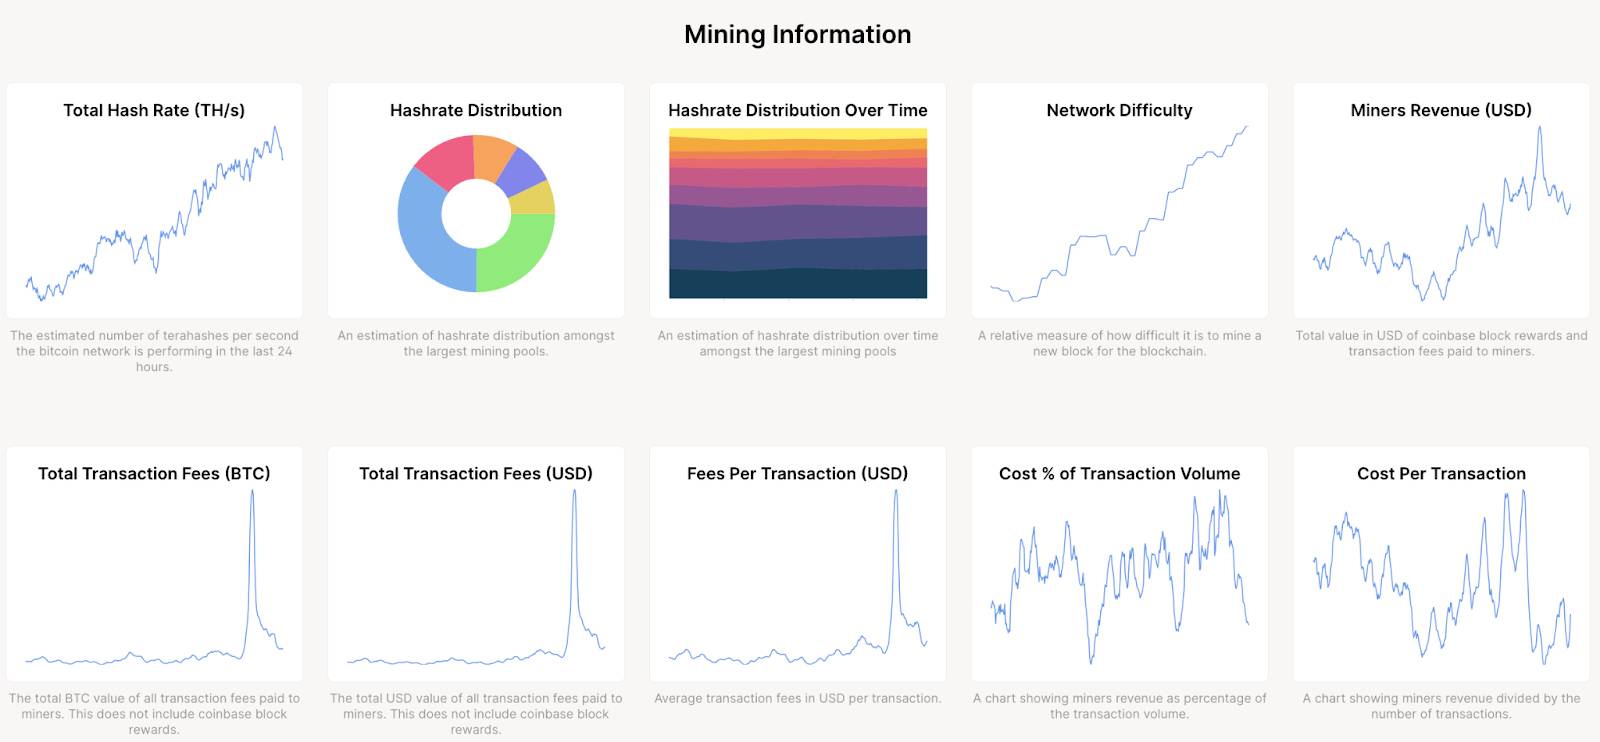 Mining Information
Total Hash Rate (TH/s)
The estimated number of terahashes per second
the bitcoin network is performing in the last 24
hours.
Hashrate Distribution
An estimation of hashrate distribution amongst
the largest mining pools.
Hashrate Distribution Over Time
An estimation of hashrate distribution over time
amongst the largest mining pools
Network Difficulty
A relative measure of how difficult it is to mine a
new block for the blockchain.
Miners Revenue (USD)
Total value in USD of coinbase block rewards and
transaction fees paid to miners.
Total Transaction Fees (BTC)
The total BTC value of all transaction fees paid to
miners. This does not include coinbase block
rewards.
Total Transaction Fees (USD)
The total USD value of all transaction fees paid to
miners. This does not include coinbase block
rewards.
Fees Per Transaction (USD)
Average transaction fees in USD per transaction.
Cost % of Transaction Volume
A chart showing miners revenue as percentage of
the transaction volume.
Cost Per Transaction
A chart showing miners revenue divided by the
number of transactions.